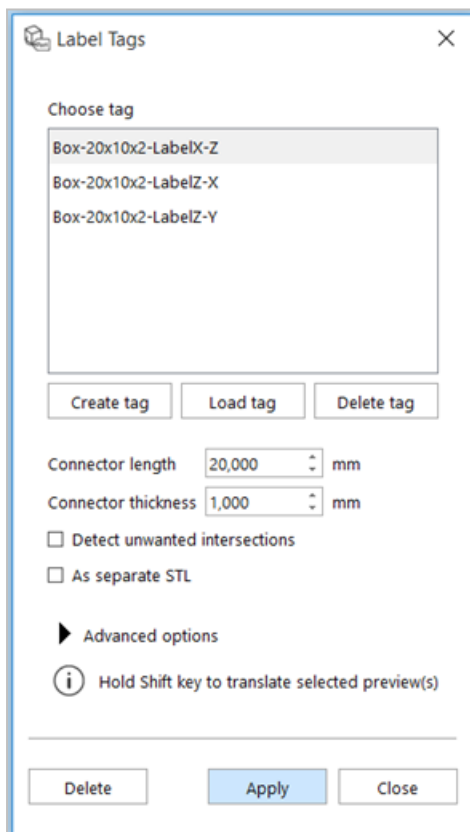 Label Tags
Choose tag
Box-20x10x2-LabelX-Z
Box-20x10x2-LabelZ-X
Box-20x10x2-LabelZ-Y
Create tag Load tag Delete tag
Connector length 20,000 mm
Connector thickness 1,000 mm
Detect unwanted intersections
As separate STL
Advanced options
Hold Shift key to translate selected preview(s)
Delete Apply Close